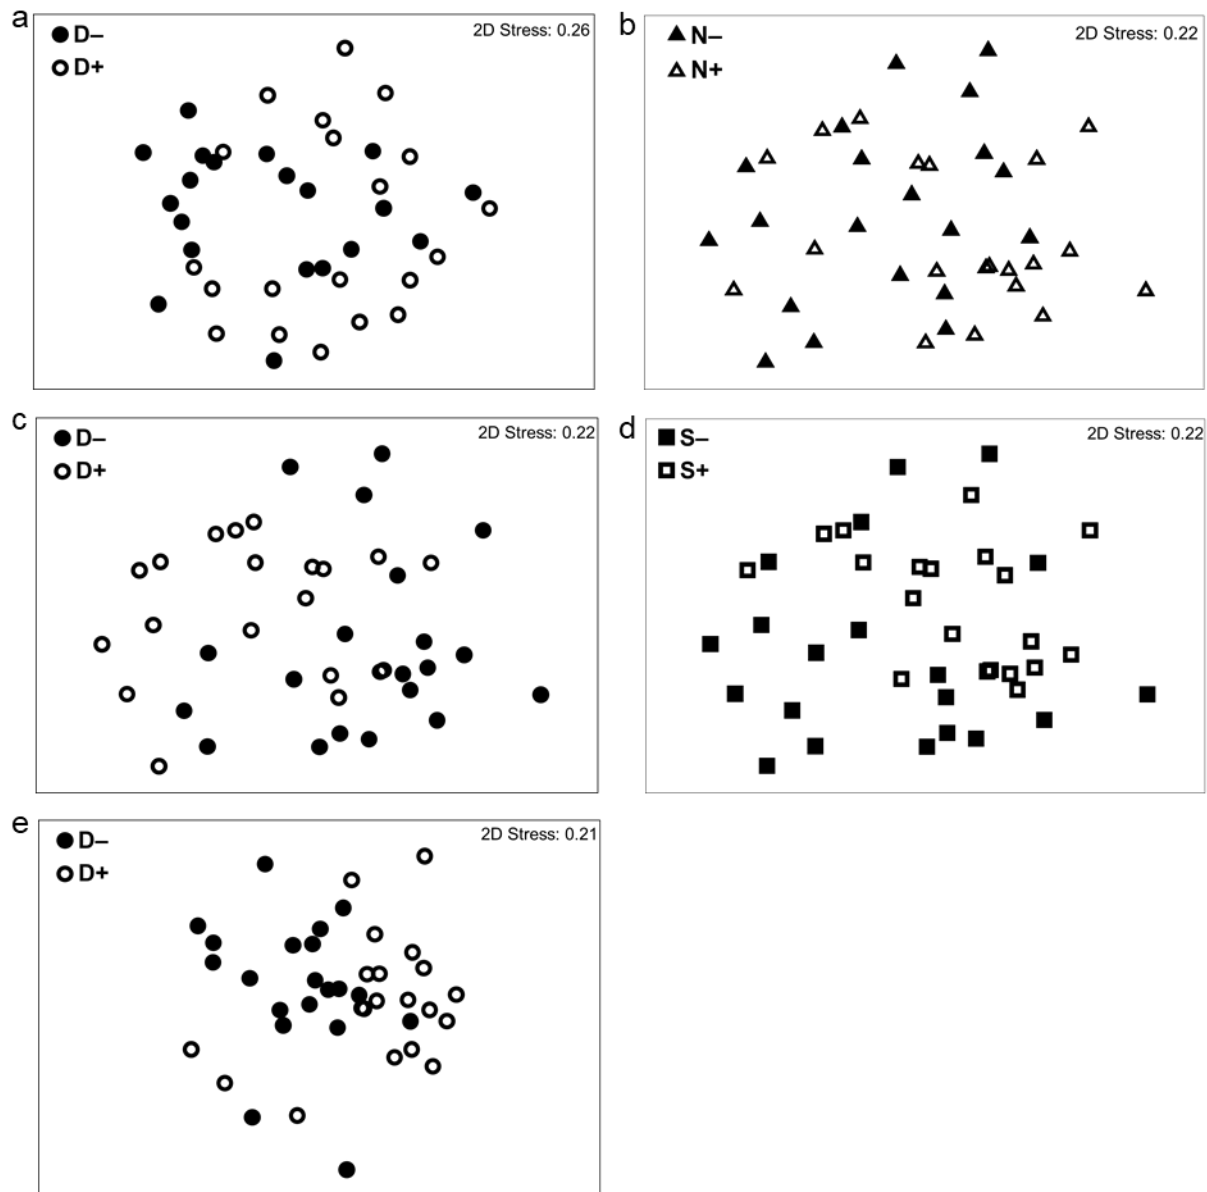 a
D–
D+
2D Stress: 0.26
b
N–
N+
2D Stress: 0.22
c
D–
D+
2D Stress: 0.22
d
S–
S+
2D Stress: 0.22
e
D–
D+
2D Stress: 0.21